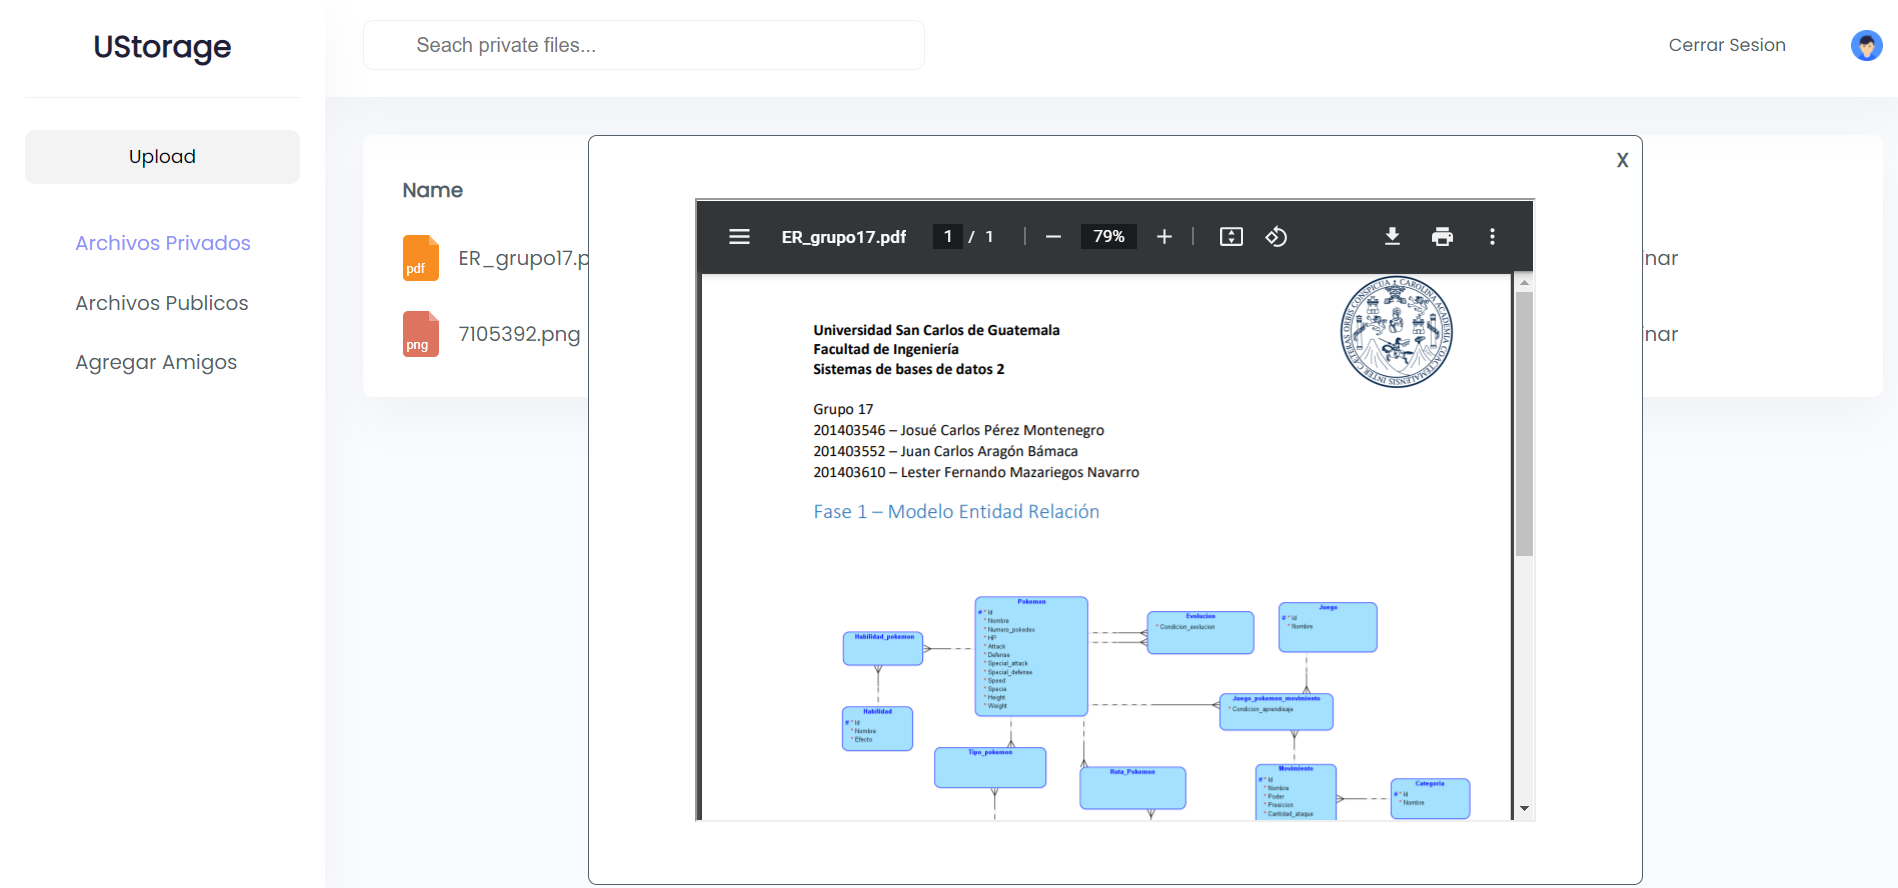 UStorage
Seach private files...
Cerrar Sesion
Upload
Archivos Privados
Archivos Publicos
Agregar Amigos
Name
pdf
ER_grupo17.p
nar
png
7105392.png
nar
X
ER_grupo17.pdf
1 / 1
79%
Universidad San Carlos de Guatemala
Facultad de Ingeniería
Sistemas de bases de datos 2
Grupo 17
201403546 – Josué Carlos Pérez Montenegro
201403552 – Juan Carlos Aragón Bámaca
201403610 – Lester Fernando Mazariegos Navarro
Fase 1 – Modelo Entidad Relación
Pokemon
# * Id
* Nombre
* Numero_pokedex
* HP
* Attack
* Defense
* Special_attack
* Special_defense
* Speed
* Specie
* Height
* Weight
Evolucion
* Condicion_evolucion
Juego
# * Id
* Nombre
Habilidad_pokemon
Juego_pokemon_movimiento
* Condicion_aprendizaje
Habilidad
# * Id
* Nombre
* Efecto
Tipo_pokemon
Ruta_Pokemon
Movimiento
# * Id
* Nombre
* Poder
* Presicion
* Cantidad_ataque
Categoria
# * Id
* Nombre